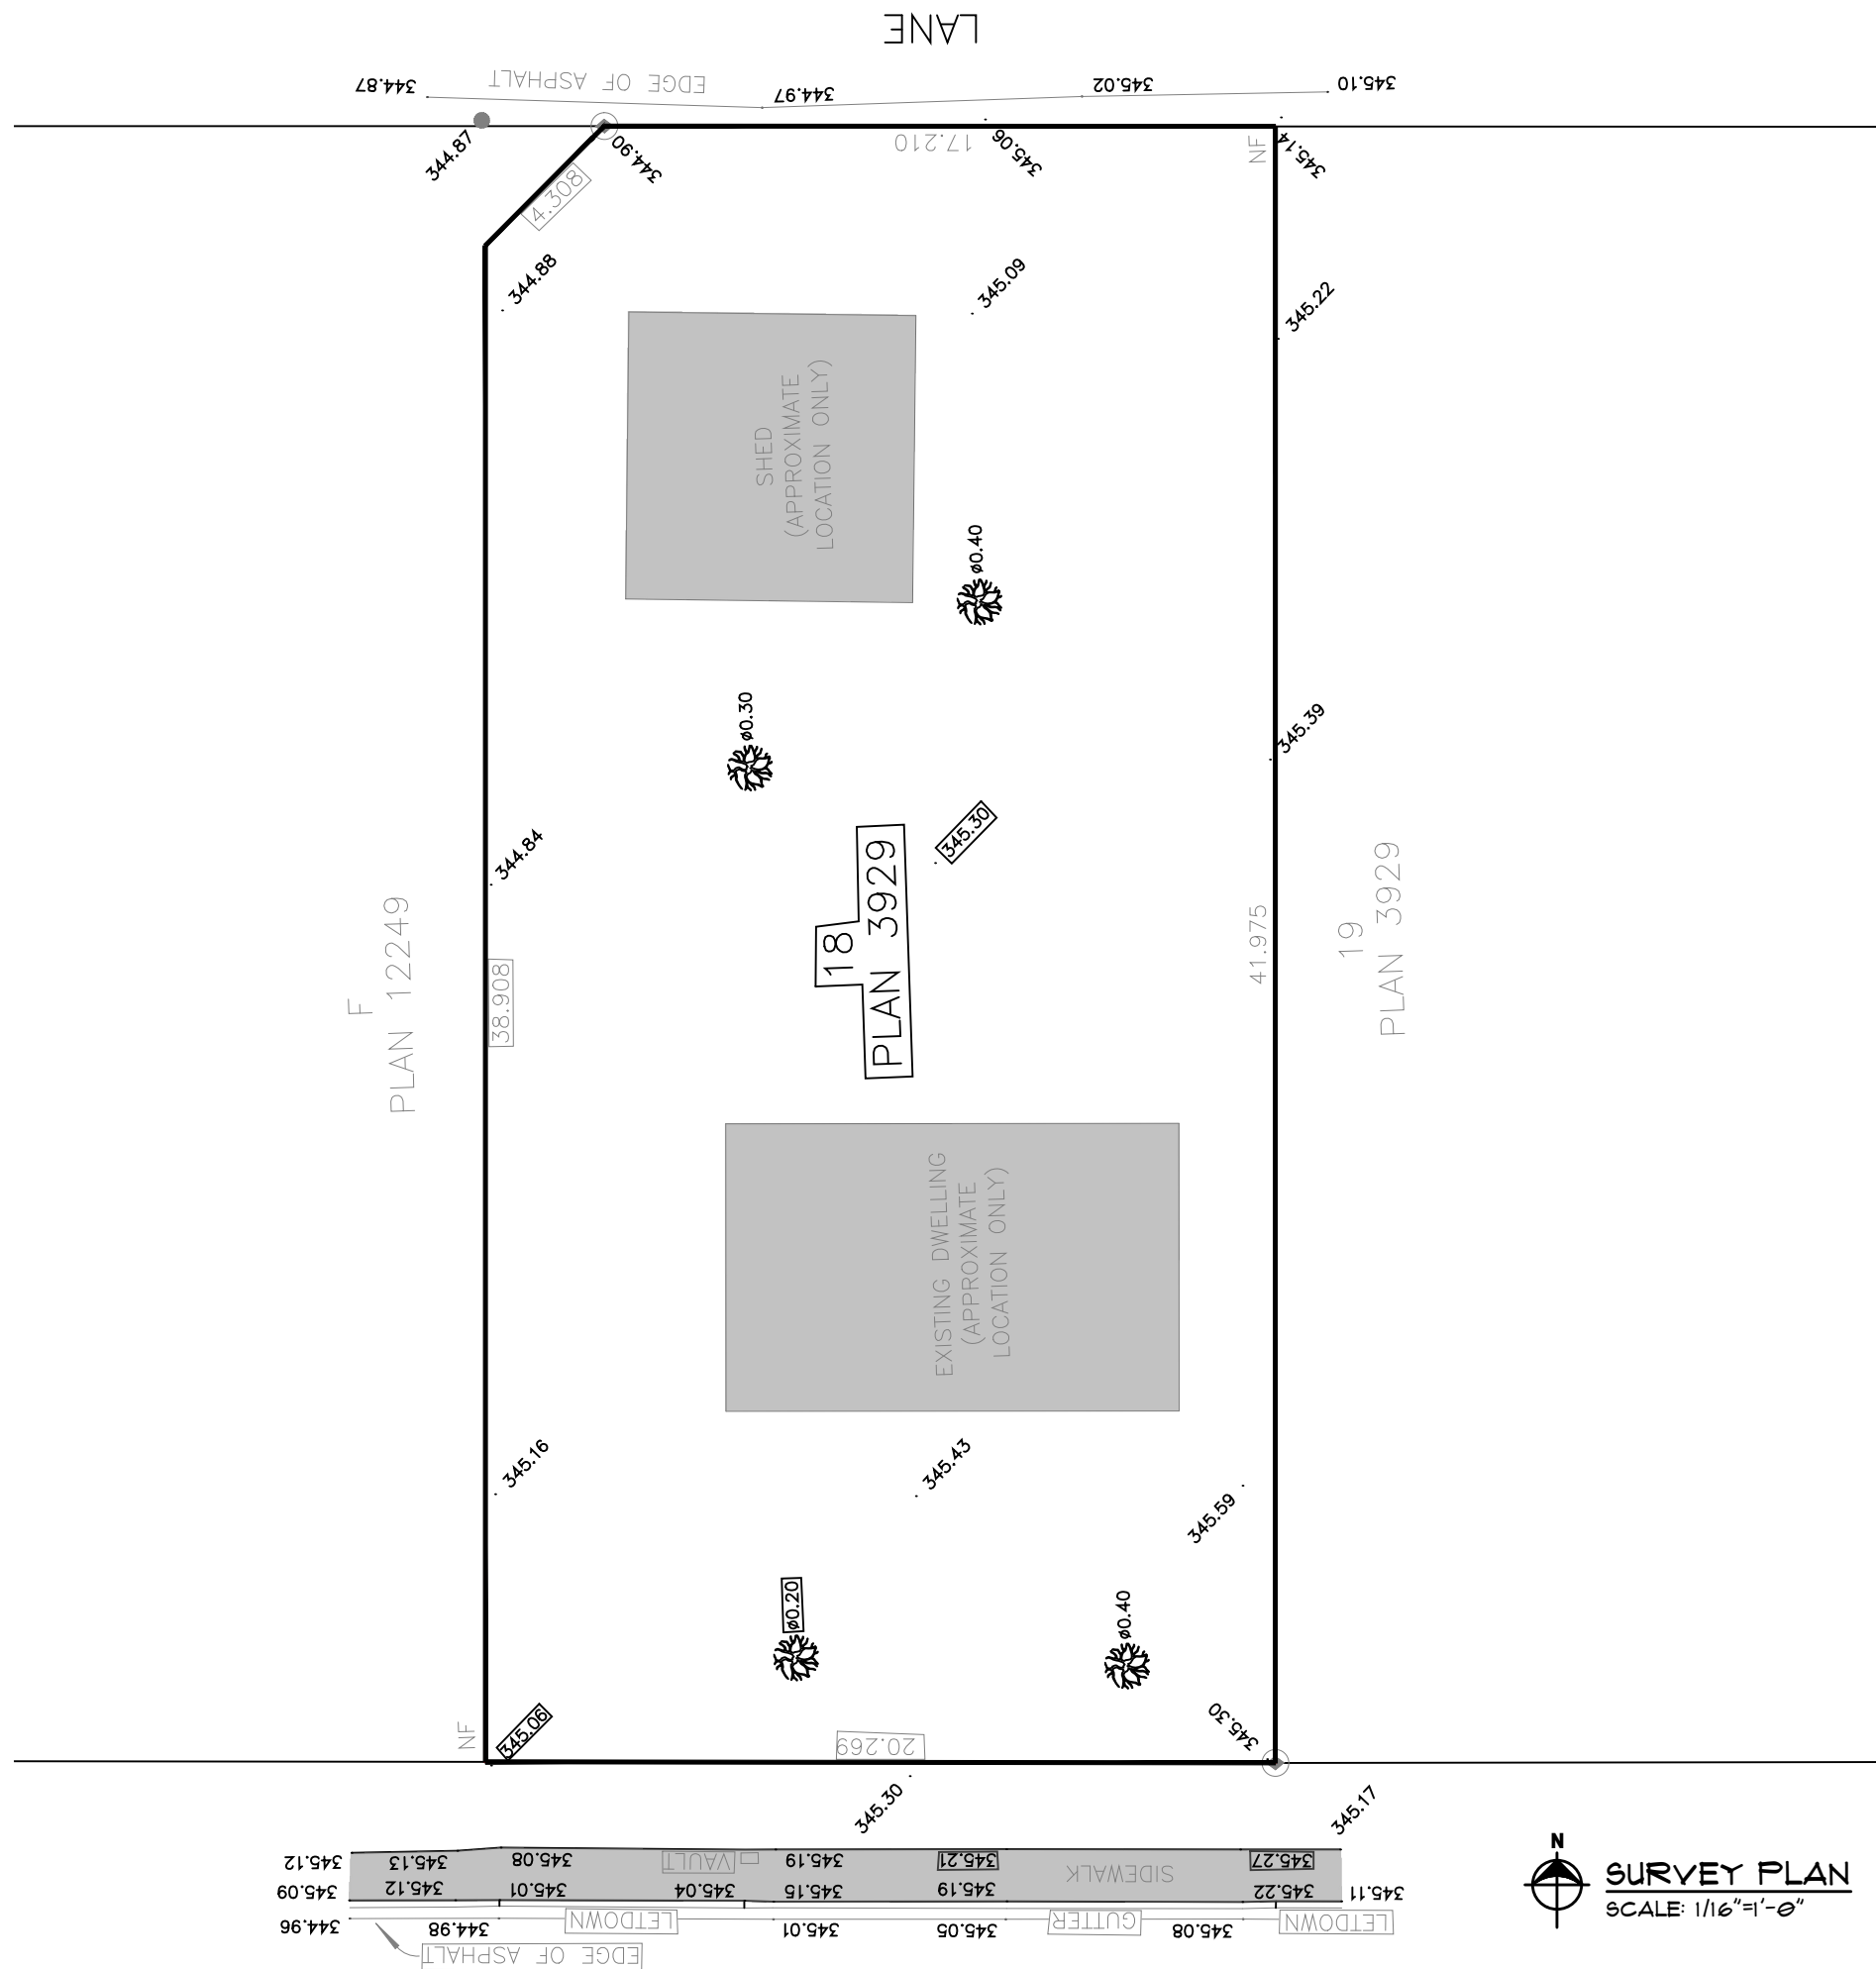 LANE
EDGE OF ASPHALT
344.87
344.97
345.02
345.10
344.87
344.90
17.210
345.06
NF
345.14
4.308
344.88
345.09
345.22
SHED
(APPROXIMATE
LOCATION ONLY)
ø0.40
ø0.30
345.39
344.84
345.30
18
PLAN 3929
F
PLAN 12249
38.908
41.975
19
PLAN 3929
EXISTING DWELLING
(APPROXIMATE
LOCATION ONLY)
345.16
345.43
345.59
ø0.20
ø0.40
NF
345.06
20.269
345.30
345.30
345.17
345.12
345.13
345.08
VAULT
345.19
345.21
SIDEWALK
345.27
345.09
345.12
345.01
345.04
345.15
345.19
345.22
345.11
344.96
344.98
LETDOWN
345.01
345.05
GUTTER
345.08
LETDOWN
EDGE OF ASPHALT
N
SURVEY PLAN
SCALE: 1/16"=1'-0"